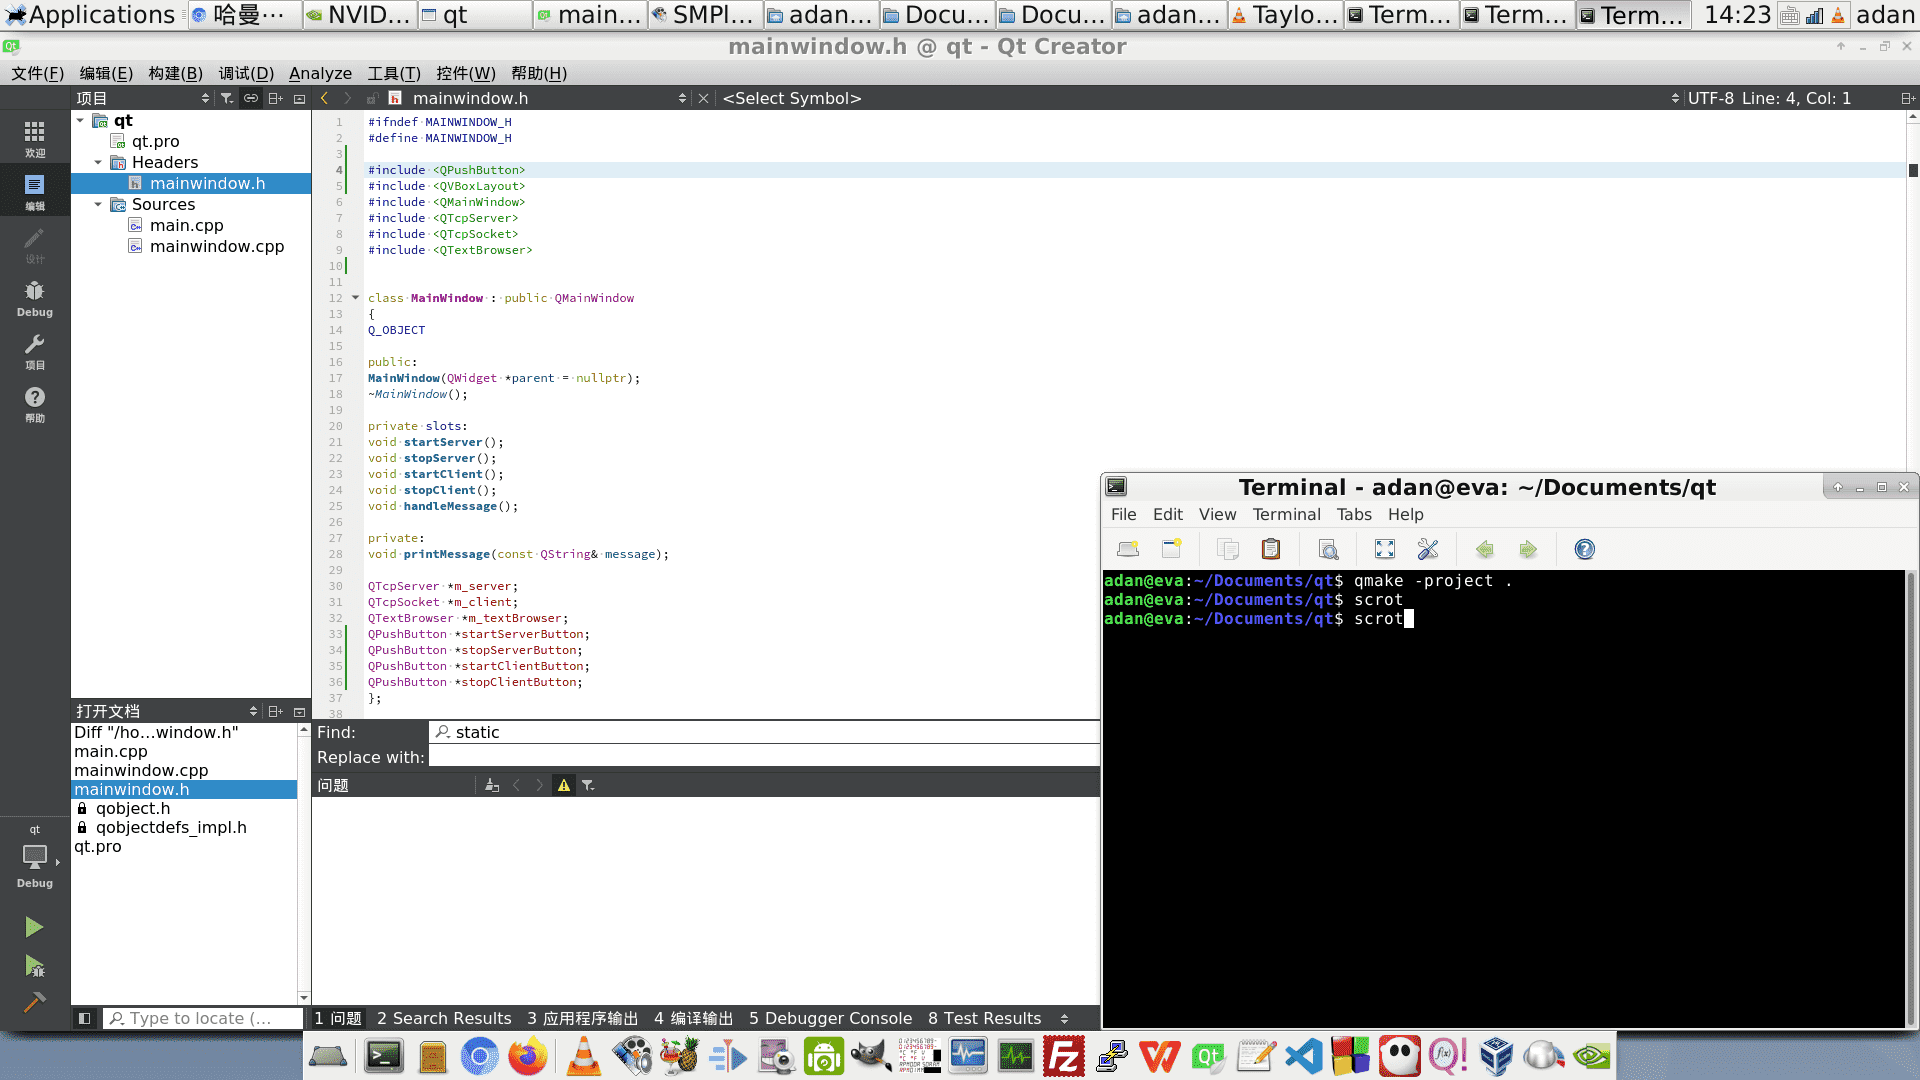 Applications 哈曼… NVID… qt main… SMPl… adan… Docu… Docu… adan… Taylo… Term… Term… Term… 14:23 adan
mainwindow.h @ qt - Qt Creator
文件(F) 编辑(E) 构建(B) 调试(D) Analyze 工具(T) 控件(W) 帮助(H)
项目
mainwindow.h <Select Symbol> UTF-8 Line: 4, Col: 1
欢迎
编辑
设计
Debug
项目
帮助
qt
Debug
qt
qt.pro
Headers
mainwindow.h
Sources
main.cpp
mainwindow.cpp
打开文档
Diff "/ho...window.h"
main.cpp
mainwindow.cpp
mainwindow.h
qobject.h
qobjectdefs_impl.h
qt.pro
Type to locate (...
1 #ifndef MAINWINDOW_H
2 #define MAINWINDOW_H
3
4 #include <QPushButton>
5 #include <QVBoxLayout>
6 #include <QMainWindow>
7 #include <QTcpServer>
8 #include <QTcpSocket>
9 #include <QTextBrowser>
10
11
12 class MainWindow : public QMainWindow
13 {
14 Q_OBJECT
15
16 public:
17 MainWindow(QWidget *parent = nullptr);
18 ~MainWindow();
19
20 private slots:
21 void startServer();
22 void stopServer();
23 void startClient();
24 void stopClient();
25 void handleMessage();
26
27 private:
28 void printMessage(const QString& message);
29
30 QTcpServer *m_server;
31 QTcpSocket *m_client;
32 QTextBrowser *m_textBrowser;
33 QPushButton *startServerButton;
34 QPushButton *stopServerButton;
35 QPushButton *startClientButton;
36 QPushButton *stopClientButton;
37 };
38
Find: static
Replace with:
问题
1 问题 2 Search Results 3 应用程序输出 4 编译输出 5 Debugger Console 8 Test Results
Terminal - adan@eva: ~/Documents/qt
File Edit View Terminal Tabs Help
adan@eva:~/Documents/qt$ qmake -project .
adan@eva:~/Documents/qt$ scrot
adan@eva:~/Documents/qt$ scrot